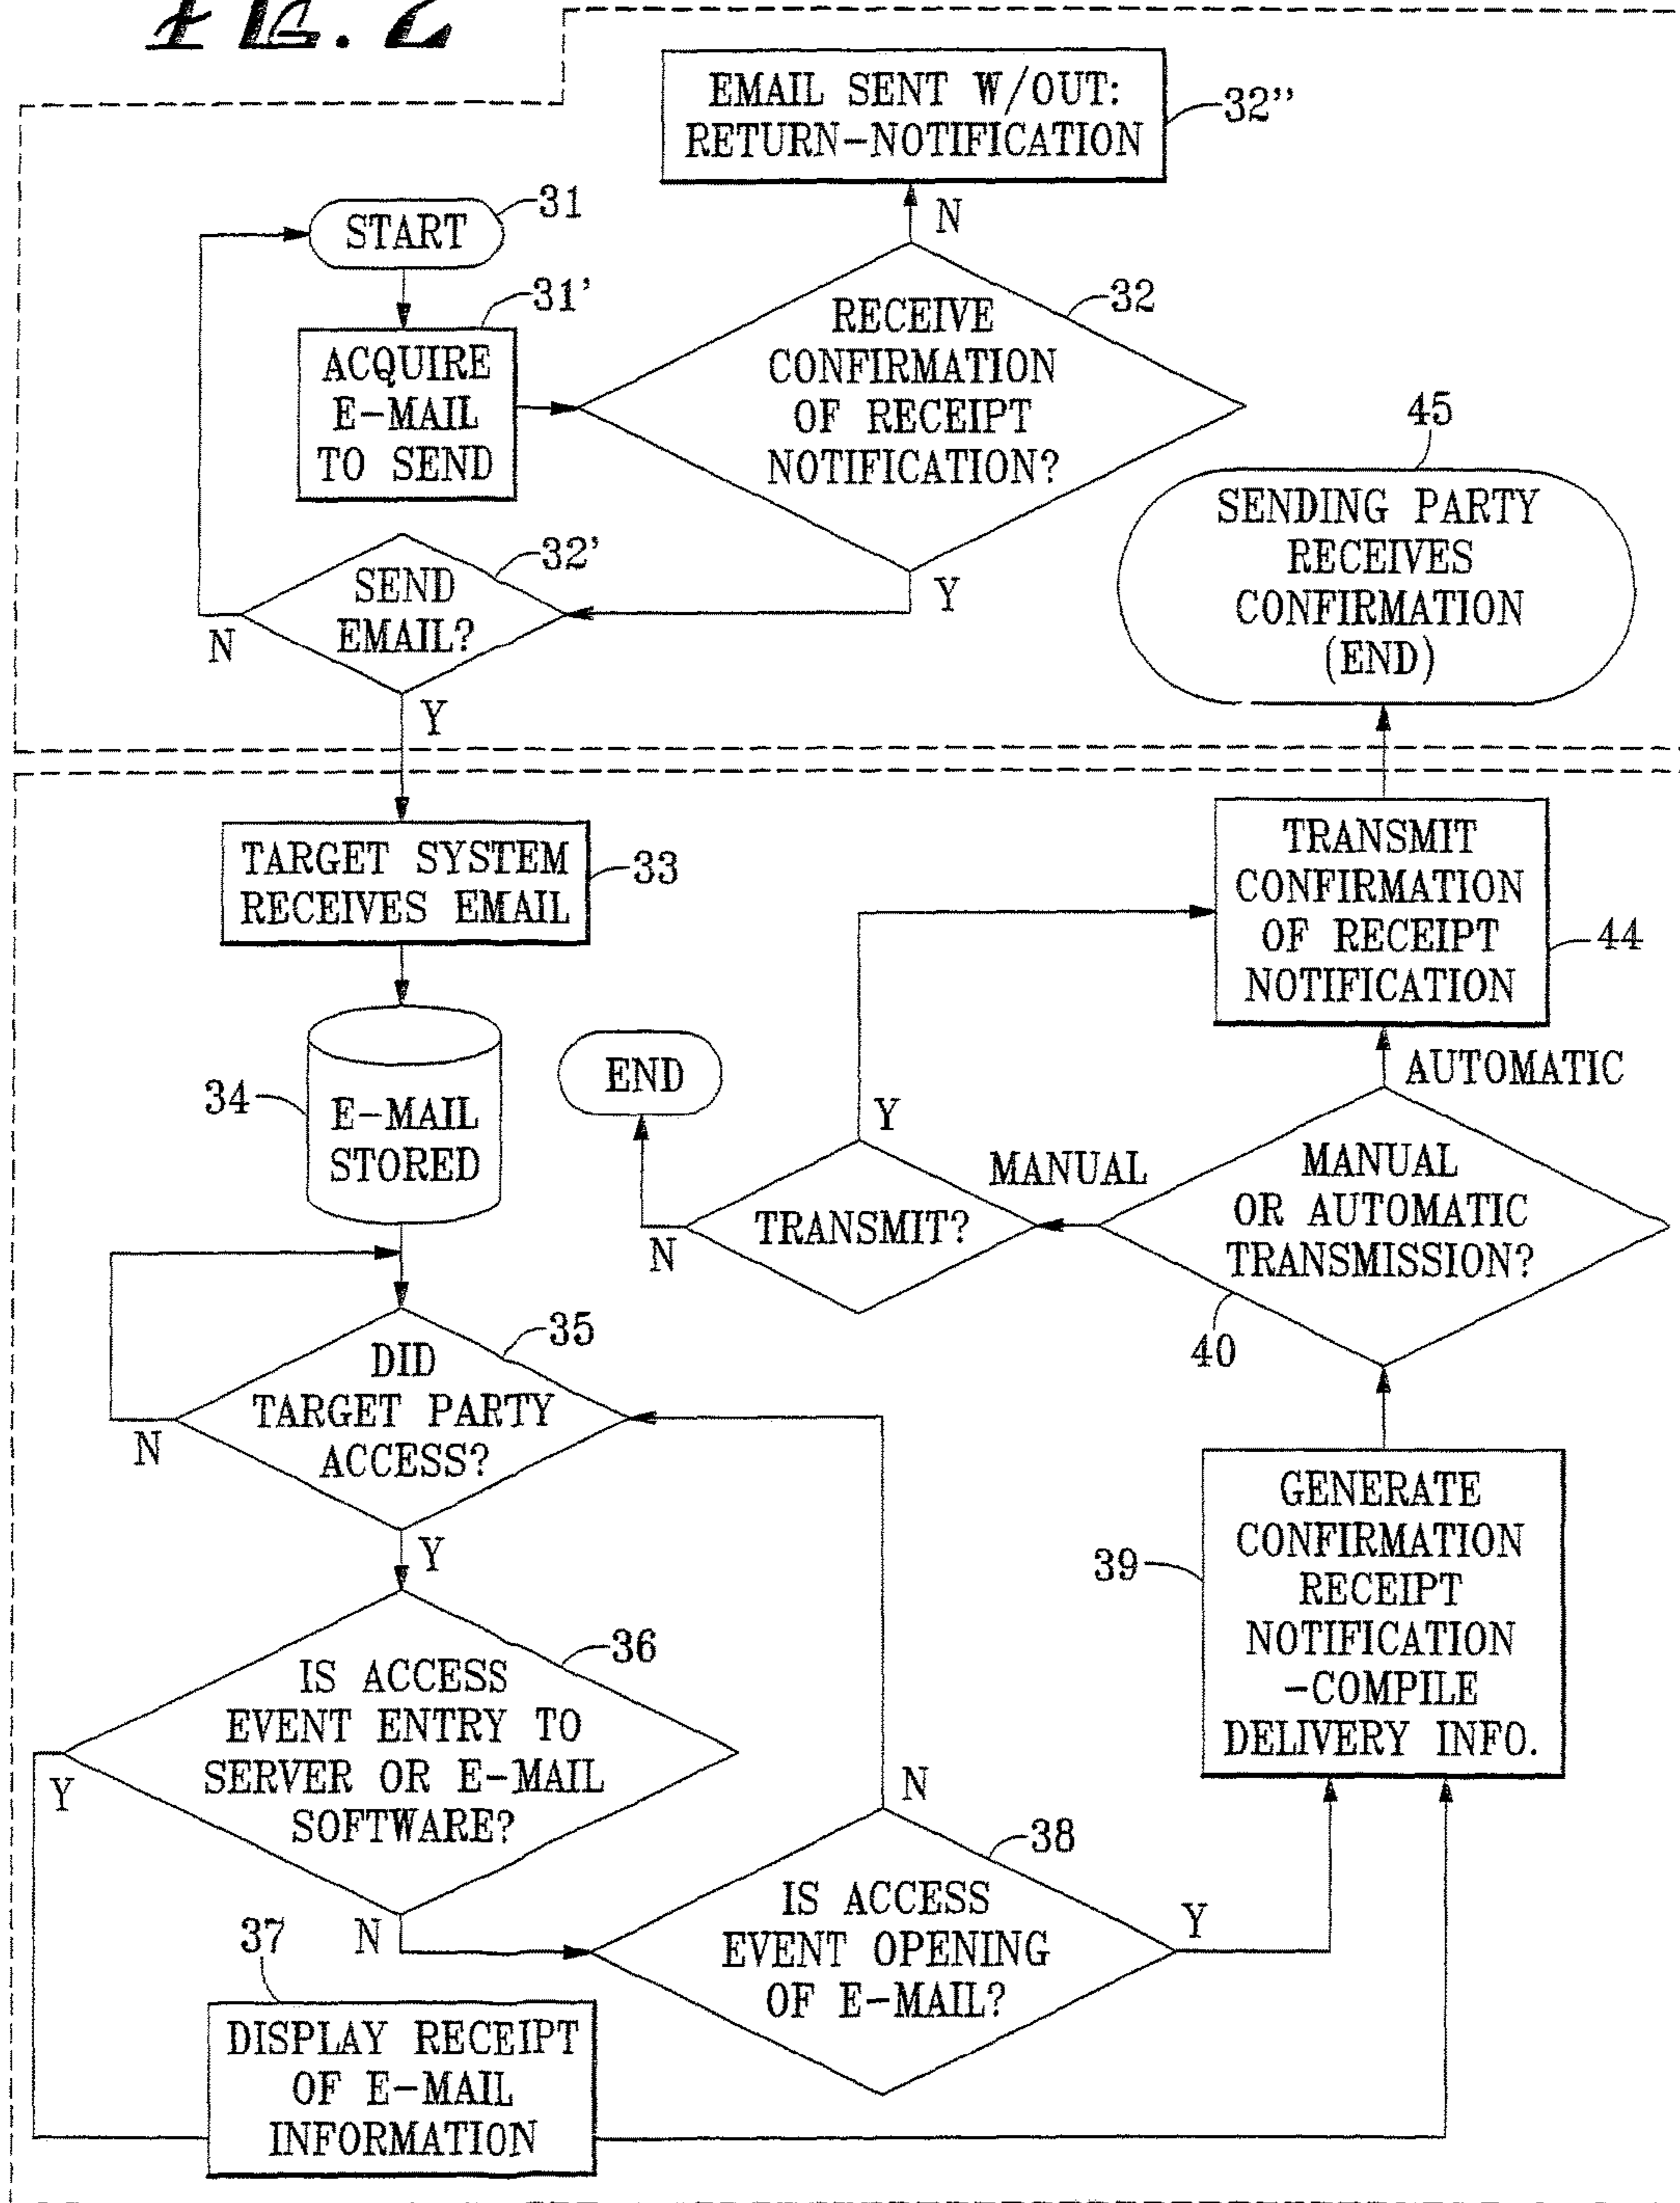 FIG. 2
EMAIL SENT W/OUT:
RETURN-NOTIFICATION
32"
N
31
START
31'
ACQUIRE
E-MAIL
TO SEND
32
RECEIVE
CONFIRMATION
OF RECEIPT
NOTIFICATION?
Y
32'
SEND
EMAIL?
N
Y
45
SENDING PARTY
RECEIVES
CONFIRMATION
(END)
TARGET SYSTEM
RECEIVES EMAIL
33
34
E-MAIL
STORED
END
TRANSMIT
CONFIRMATION
OF RECEIPT
NOTIFICATION
44
AUTOMATIC
Y
MANUAL
TRANSMIT?
N
MANUAL
OR AUTOMATIC
TRANSMISSION?
40
35
DID
TARGET PARTY
ACCESS?
N
Y
36
IS ACCESS
EVENT ENTRY TO
SERVER OR E-MAIL
SOFTWARE?
Y
N
39
GENERATE
CONFIRMATION
RECEIPT
NOTIFICATION
-COMPILE
DELIVERY INFO.
N
38
IS ACCESS
EVENT OPENING
OF E-MAIL?
Y
37
DISPLAY RECEIPT
OF E-MAIL
INFORMATION